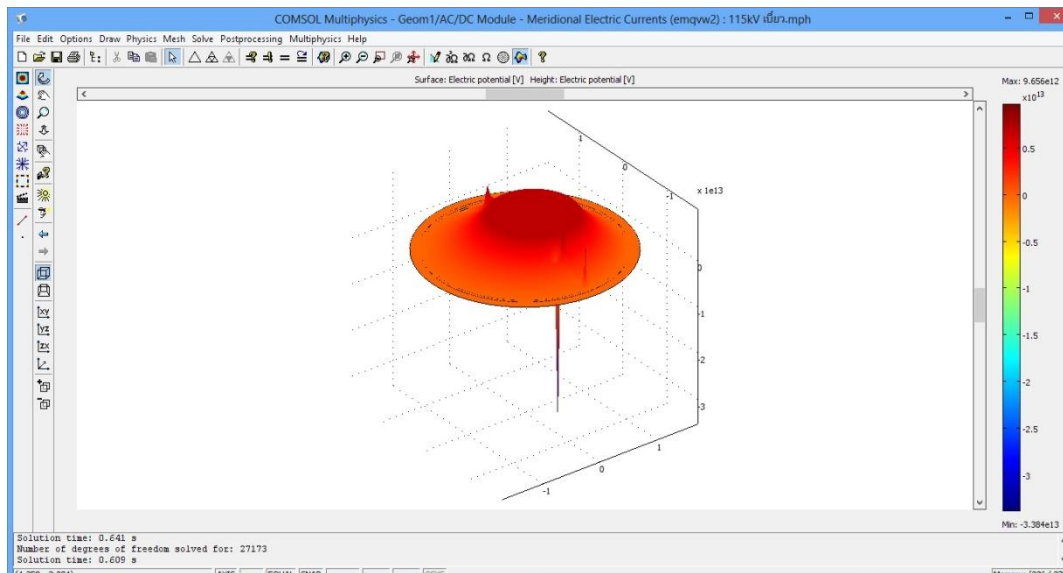 COMSOL Multiphysics - Geom1/AC/DC Module - Meridional Electric Currents (emqvw2) : 115kV เบี้ยว.mph
File Edit Options Draw Physics Mesh Solve Postprocessing Multiphysics Help
Surface: Electric potential [V] Height: Electric potential [V]
Max: 9.656e12
x10^13
0.5
0
-0.5
-1
-1.5
-2
-2.5
-3
Min: -3.384e13
1
0
-1
x 1e13
0
-1
-2
-3
1
0
-1
Solution time: 0.641 s
Number of degrees of freedom solved for: 27173
Solution time: 0.609 s